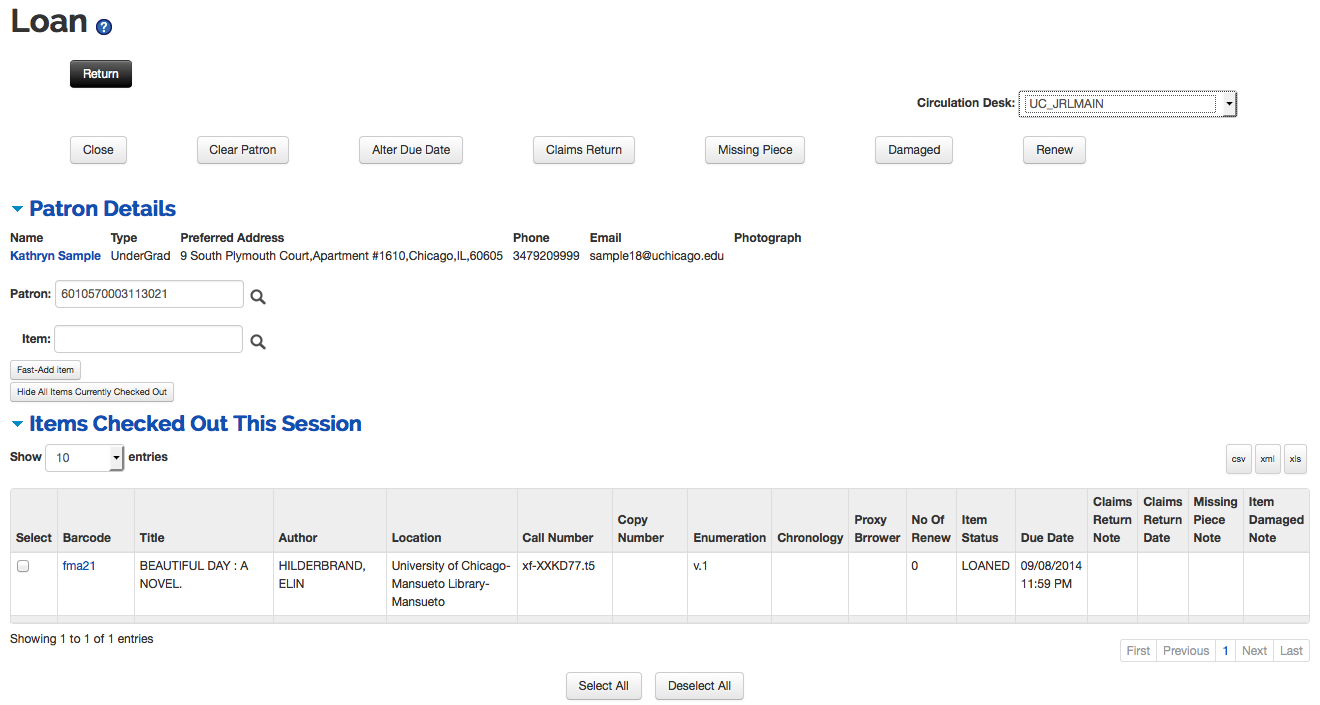 Loan ?
Return
Circulation Desk: UC_JRLMAIN
Close Clear Patron Alter Due Date Claims Return Missing Piece Damaged Renew
Patron Details
Name Type Preferred Address Phone Email Photograph
Kathryn Sample UnderGrad 9 South Plymouth Court,Apartment #1610,Chicago,IL,60605 3479209999 sample18@uchicago.edu
Patron: 6010570003113021
Item:
Fast-Add item
Hide All Items Currently Checked Out
Items Checked Out This Session
Show 10 entries csv xml xls
Select Barcode Title Author Location Call Number Copy Number Enumeration Chronology Proxy Brrower No Of Renew Item Status Due Date Claims Return Note Claims Return Date Missing Piece Note Item Damaged Note
fma21 BEAUTIFUL DAY : A NOVEL. HILDERBRAND, ELIN University of Chicago-Mansueto Library-Mansueto xf-XXKD77.t5 v.1 0 LOANED 09/08/2014 11:59 PM
Showing 1 to 1 of 1 entries
First Previous 1 Next Last
Select All Deselect All